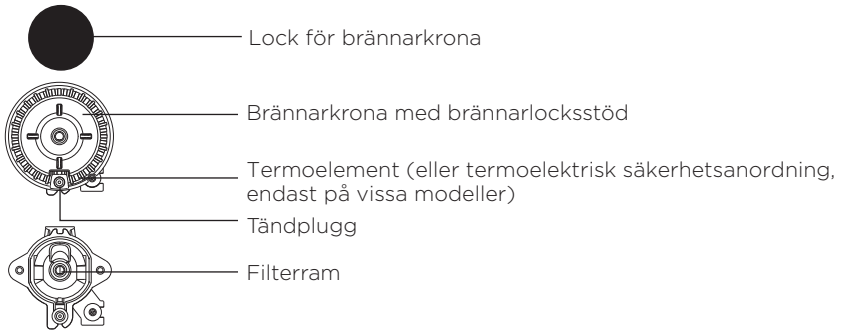 Lock för brännarkrona
Brännarkrona med brännarlocksstöd
Termoelement (eller termoelektrisk säkerhetsanordning,
endast på vissa modeller)
Tändplugg
Filterram